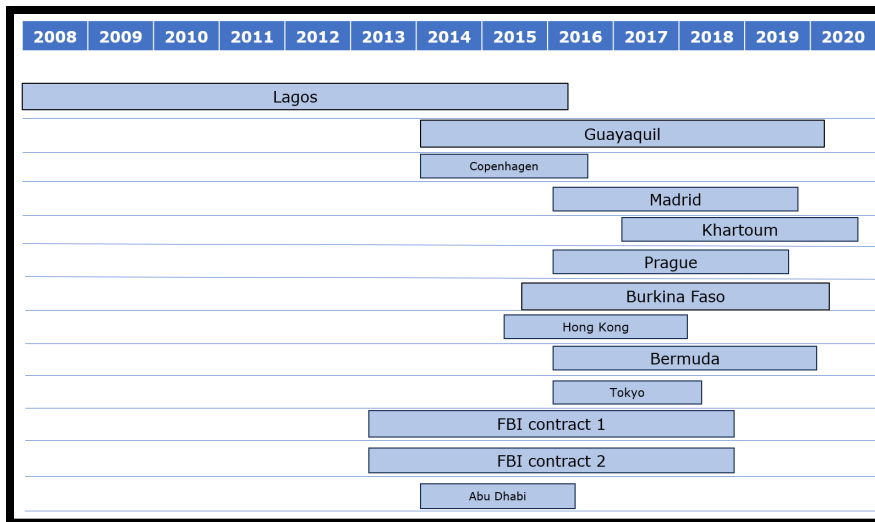 2008 2009 2010 2011 2012 2013 2014 2015 2016 2017 2018 2019 2020
Lagos
Guayaquil
Copenhagen
Madrid
Khartoum
Prague
Burkina Faso
Hong Kong
Bermuda
Tokyo
FBI contract 1
FBI contract 2
Abu Dhabi